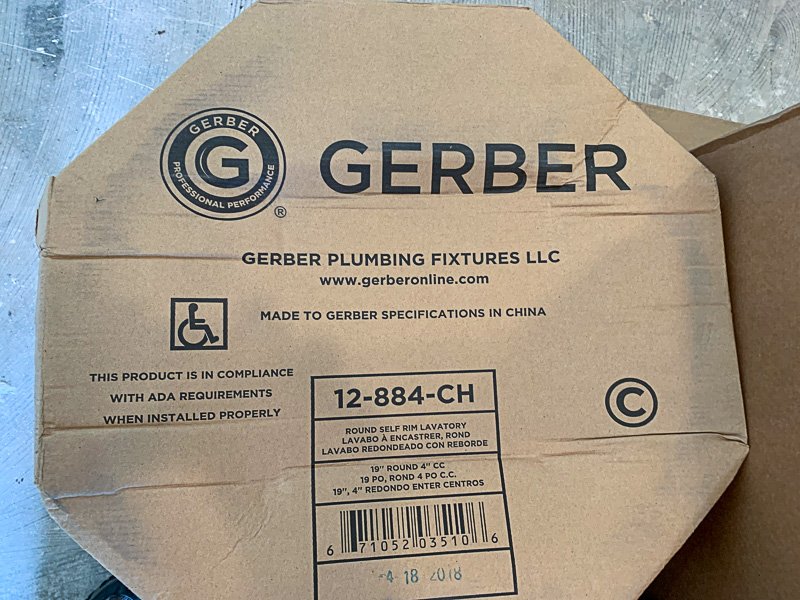 GERBER
G
PROFESSIONAL PERFORMANCE
®
GERBER
GERBER PLUMBING FIXTURES LLC
www.gerberonline.com
MADE TO GERBER SPECIFICATIONS IN CHINA
THIS PRODUCT IS IN COMPLIANCE
WITH ADA REQUIREMENTS
WHEN INSTALLED PROPERLY
12-884-CH
ROUND SELF RIM LAVATORY
LAVABO À ENCASTRER, ROND
LAVABO REDONDEADO CON REBORDE
19" ROUND 4" CC
19 PO, ROND 4 PO C.C.
19", 4" REDONDO ENTER CENTROS
6 71052 03510 6
4 18 2018
©